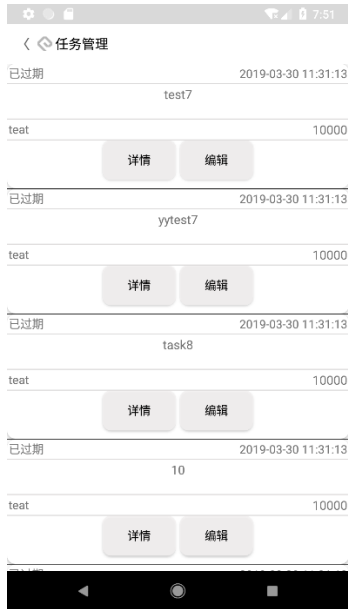 7:51
任务管理
已过期 2019-03-30 11:31:13
test7
teat 10000
详情 编辑
已过期 2019-03-30 11:31:13
yytest7
teat 10000
详情 编辑
已过期 2019-03-30 11:31:13
task8
teat 10000
详情 编辑
已过期 2019-03-30 11:31:13
10
teat 10000
详情 编辑